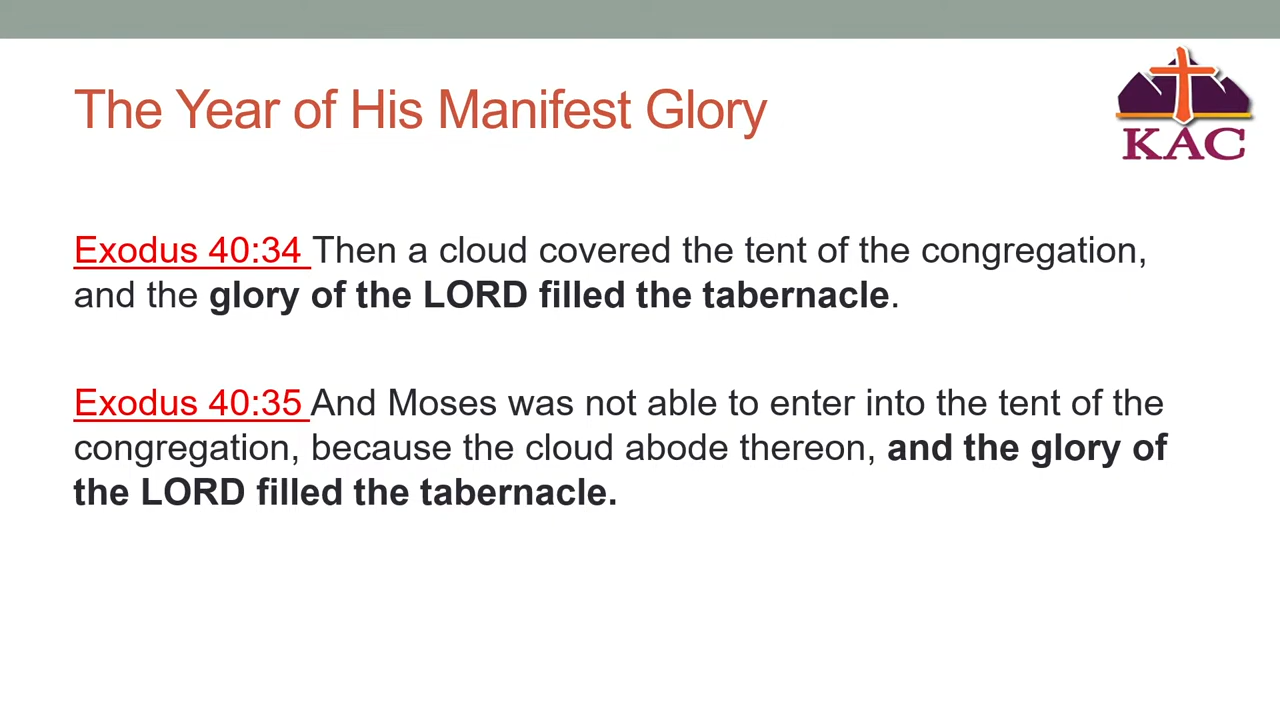 The Year of His Manifest Glory
KAC
Exodus 40:34 Then a cloud covered the tent of the congregation,
and the glory of the LORD filled the tabernacle.
Exodus 40:35 And Moses was not able to enter into the tent of the
congregation, because the cloud abode thereon, and the glory of
the LORD filled the tabernacle.